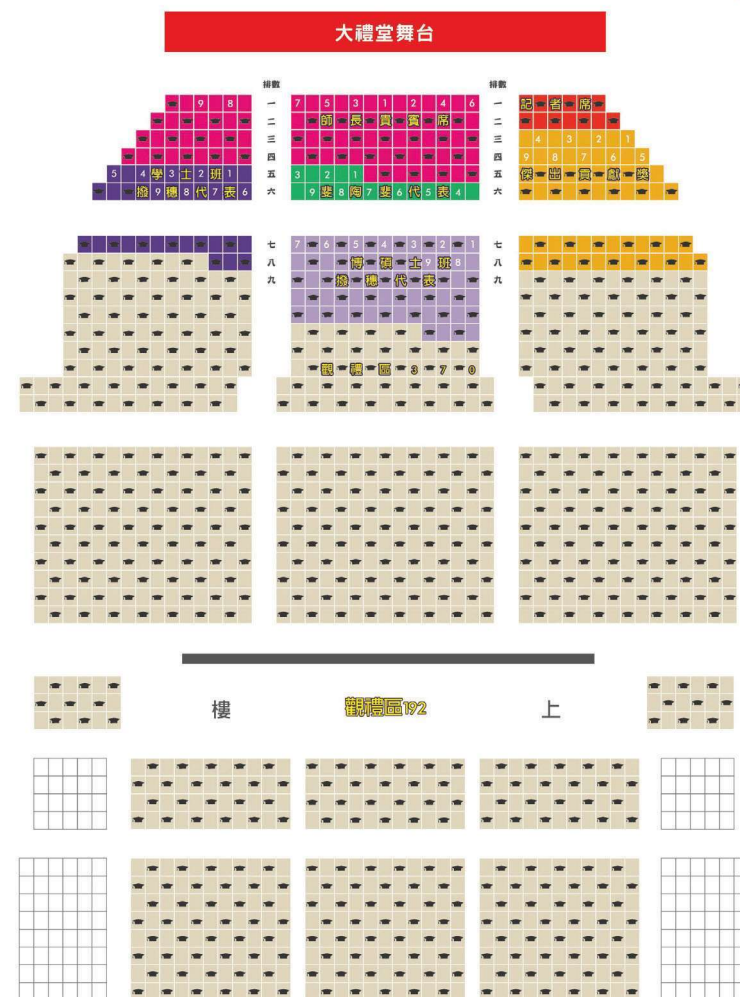 大禮堂舞台
排數 排數
9 8 一 7 5 3 1 2 4 6 一 記者席
二 師長貴賓席 二
三 三 4 3 2 1
四 四 9 8 7 6 5
5 4 學 3 士 2 班 1 五 3 2 1 五 傑出貢獻獎
撥 9 穗 8 代 7 表 6 六 9 斐 8 陶 7 斐 6 代 5 表 4 六
七 7 6 5 4 3 2 1 七
八 博碩士 9 班 8 八
九 撥穗代表 九
觀禮區370
樓 觀禮區192 上